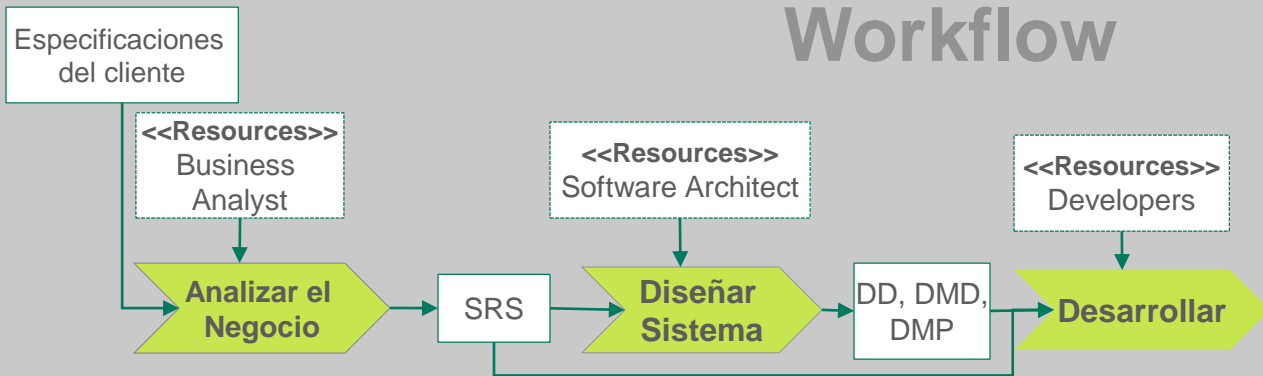 Workflow
Especificaciones
del cliente
<<Resources>>
Business
Analyst
<<Resources>>
Software Architect
<<Resources>>
Developers
Analizar el
Negocio
SRS
Diseñar
Sistema
DD, DMD,
DMP
Desarrollar